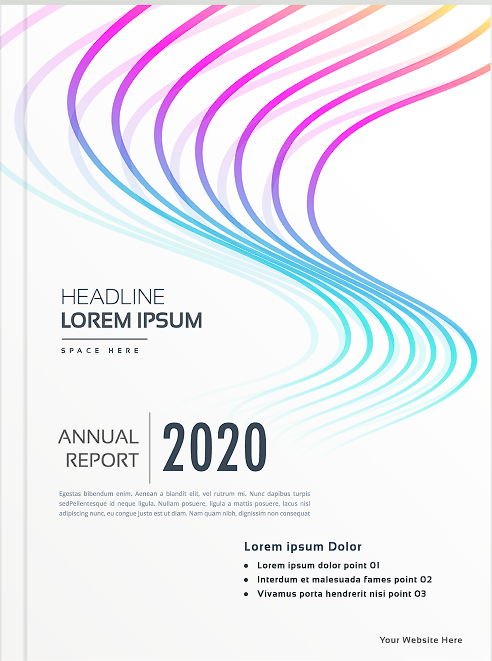 HEADLINE
LOREM IPSUM
SPACE HERE
ANNUAL
REPORT
2020
Egestas bibendum enim. Aenean a blandit elit, vel rutrum mi. Nunc dapibus turpis
sedPellentesque id neque ligula. Nullam posuere, ligula a mattis posuere, lacus
adipiscing nunc, eu congue justo est ut diam. Nam quam nibh, dignissim non consequat
Lorem ipsum Dolor
• Lorem ipsum dolor point 01
• Interdum et malesuada fames point 02
• Vivamus porta hendrerit nisi point 03
Your Website Here